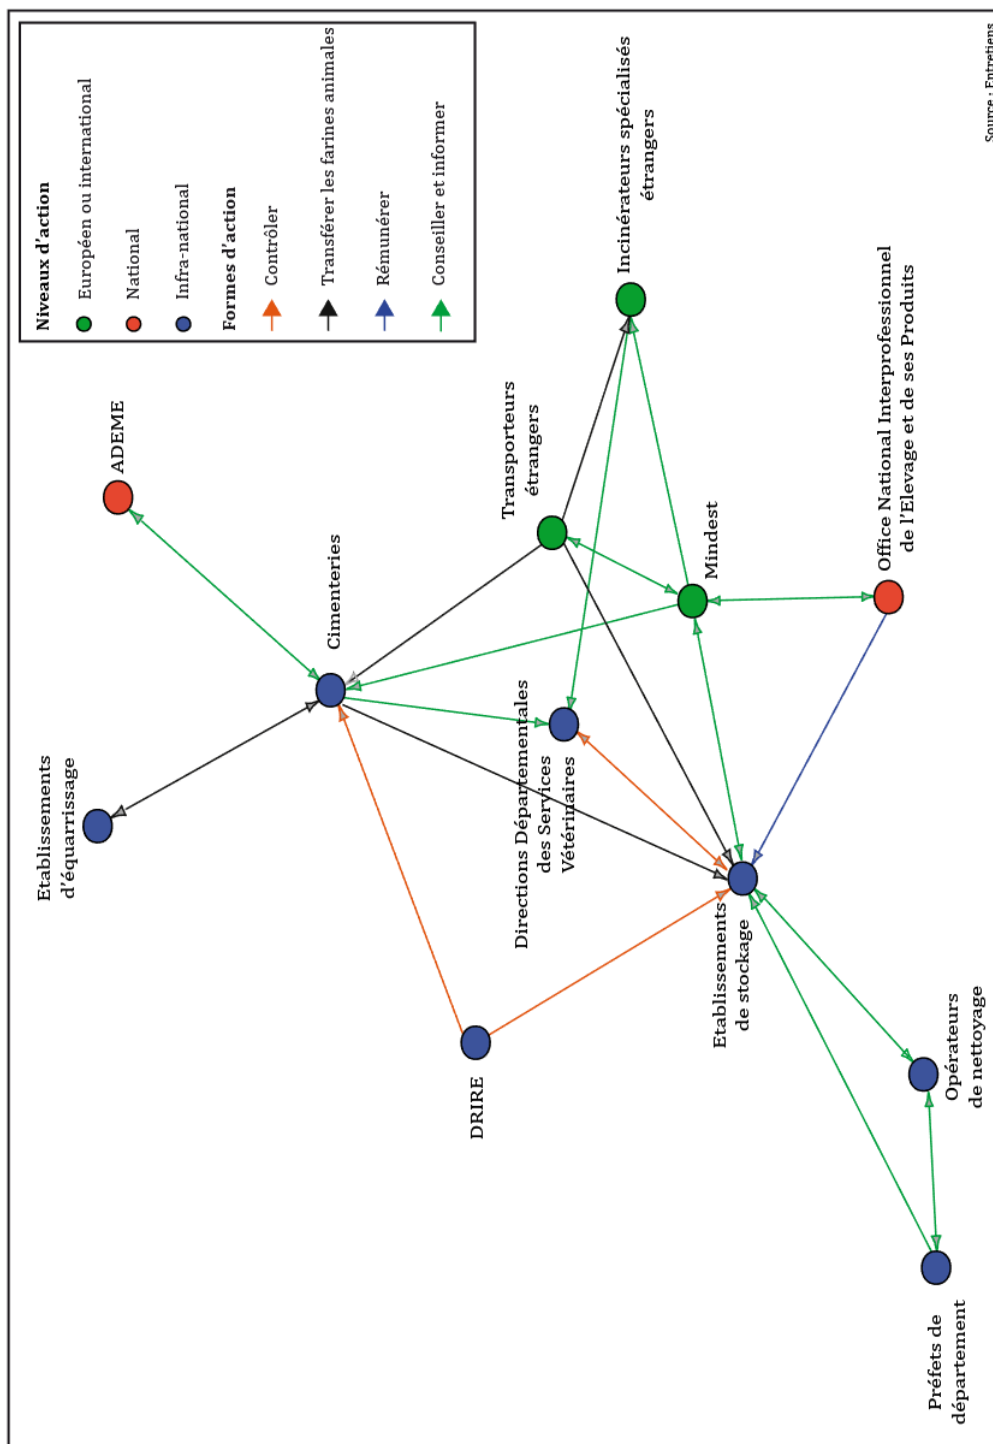 Etablissements
d'équarrissage
ADEME
Niveaux d'action
Européen ou international
National
Infra-national
Formes d'action
Contrôler
Transférer les farines animales
Rémunérer
Conseiller et informer
Cimenteries
DRIRE
Transporteurs
étrangers
Directions Départementales
des Services
Vétérinaires
Incinérateurs spécialisés
étrangers
Mindest
Etablissements
de stockage
Office National Interprofessionnel
de l'Elevage et de ses Produits
Préfets de
département
Opérateurs
de nettoyage
Source : Entretiens